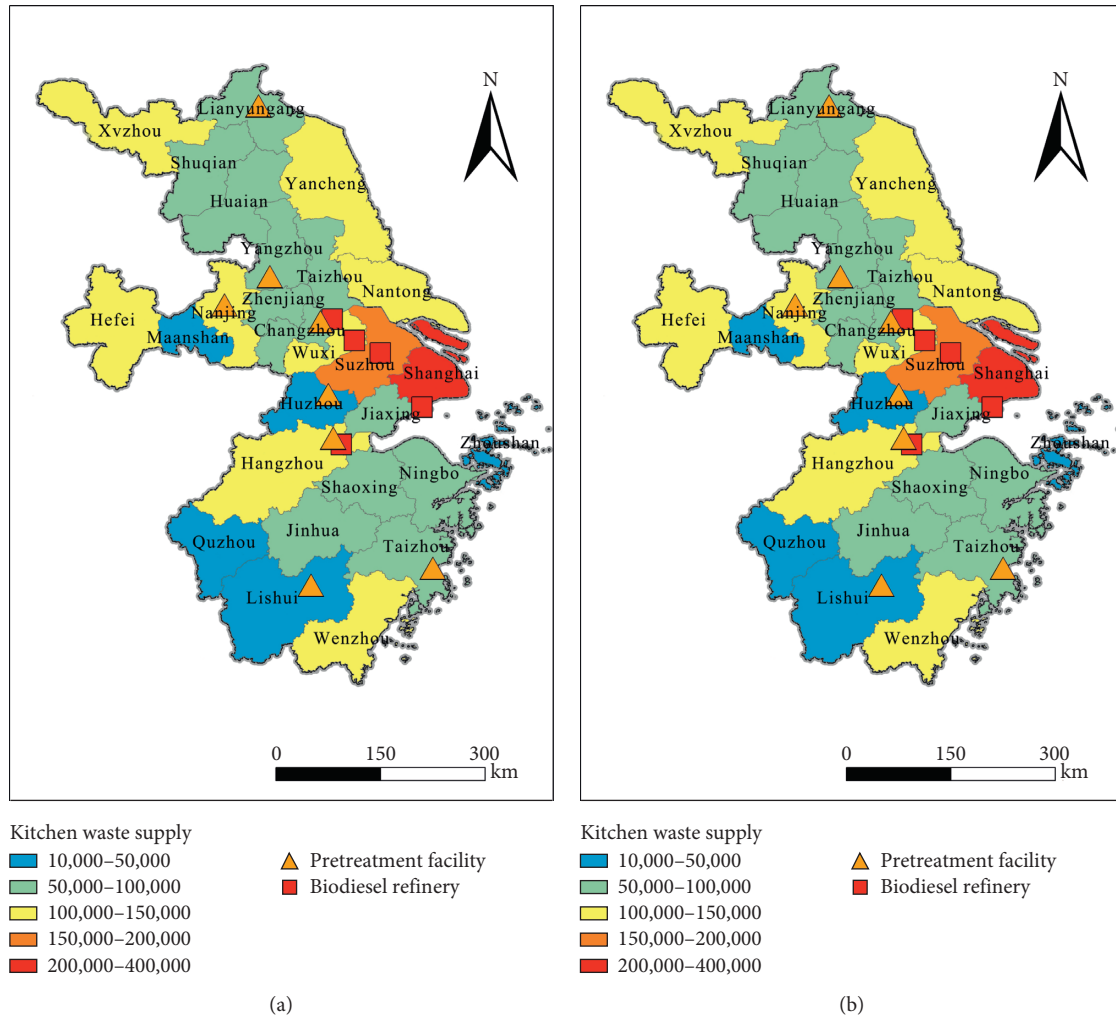 N
Lianyungang
Xvzhou
Shuqian
Yancheng
Huaian
Yangzhou
Taizhou
Nantong
Zhenjiang
Nanjing
Hefei
Changzhou
Maanshan
Wuxi
Suzhou
Shanghai
Huzhou
Jiaxing
Zhoushan
Hangzhou
Ningbo
Shaoxing
Jinhua
Quzhou
Taizhou
Lishui
Wenzhou
0 150 300
km
Kitchen waste supply
10,000–50,000
50,000–100,000
100,000–150,000
150,000–200,000
200,000–400,000
Pretreatment facility
Biodiesel refinery
(a)
N
Lianyungang
Xvzhou
Shuqian
Yancheng
Huaian
Yangzhou
Taizhou
Nantong
Zhenjiang
Nanjing
Hefei
Changzhou
Maanshan
Wuxi
Suzhou
Shanghai
Huzhou
Jiaxing
Zhoushan
Hangzhou
Ningbo
Shaoxing
Jinhua
Quzhou
Taizhou
Lishui
Wenzhou
0 150 300
km
Kitchen waste supply
10,000–50,000
50,000–100,000
100,000–150,000
150,000–200,000
200,000–400,000
Pretreatment facility
Biodiesel refinery
(b)